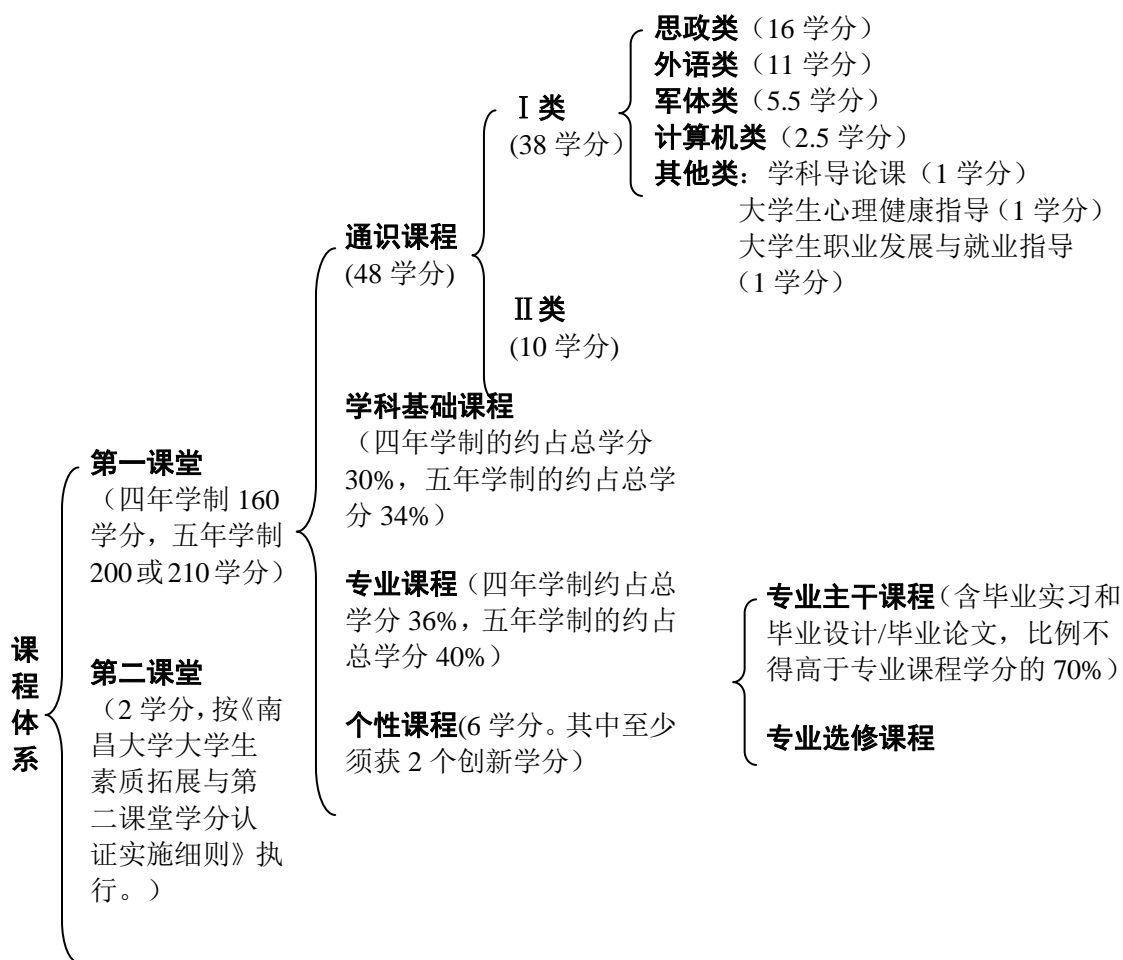 课程体系
第一课堂
（四年学制 160
学分，五年学制
200或210学分）
第二课堂
（2 学分，按《南
昌大学大学生
素质拓展与第
二课堂学分认
证实施细则》执
行。）
通识课程
(48 学分)
Ⅰ类
(38 学分)
思政类（16 学分）
外语类（11 学分）
军体类（5.5 学分）
计算机类（2.5 学分）
其他类：学科导论课（1 学分）
大学生心理健康指导（1 学分）
大学生职业发展与就业指导
（1 学分）
Ⅱ类
(10 学分)
学科基础课程
（四年学制的约占总学分
30%，五年学制的约占总学
分 34%）
专业课程（四年学制约占总
学分 36%，五年学制的约占
总学分 40%）
专业主干课程（含毕业实习和
毕业设计/毕业论文，比例不
得高于专业课程学分的 70%）
专业选修课程
个性课程(6 学分。其中至少
须获 2 个创新学分）